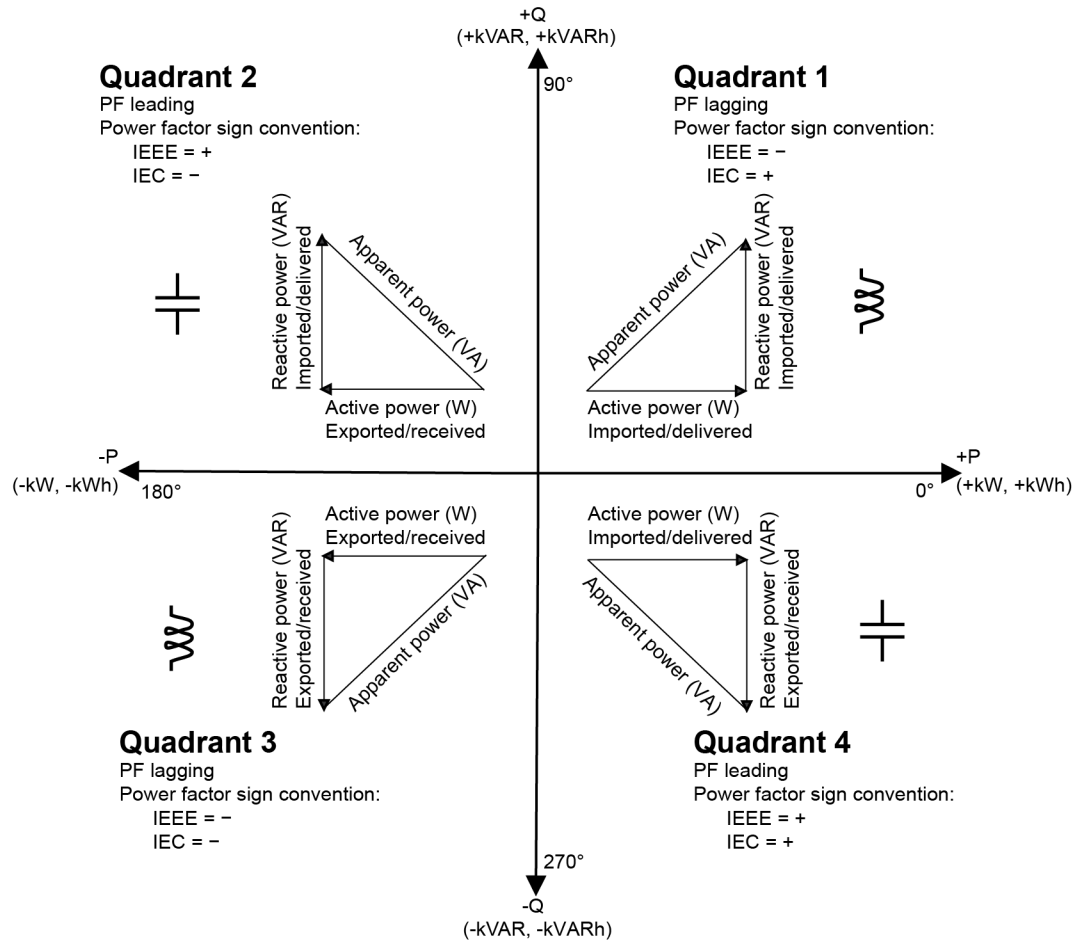 +Q
(+kVAR, +kVARh)
90°
Quadrant 2
PF leading
Power factor sign convention:
IEEE = +
IEC = −
Reactive power (VAR)
Imported/delivered
Apparent power (VA)
Active power (W)
Exported/received
Quadrant 1
PF lagging
Power factor sign convention:
IEEE = −
IEC = +
Apparent power (VA)
Reactive power (VAR)
Imported/delivered
Active power (W)
Imported/delivered
-P
(-kW, -kWh)
180°
0°
+P
(+kW, +kWh)
Active power (W)
Exported/received
Reactive power (VAR)
Exported/received
Apparent power (VA)
Quadrant 3
PF lagging
Power factor sign convention:
IEEE = −
IEC = −
Active power (W)
Imported/delivered
Apparent power (VA)
Reactive power (VAR)
Exported/received
Quadrant 4
PF leading
Power factor sign convention:
IEEE = +
IEC = +
270°
-Q
(-kVAR, -kVARh)